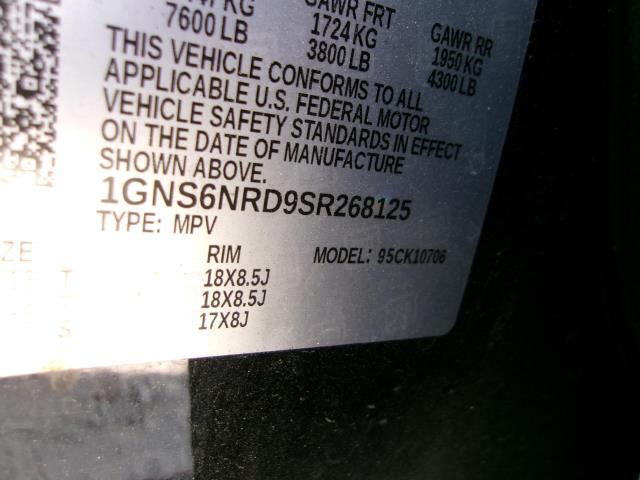 KG GAWR FRT GAWR RR
7600 LB 1724 KG 1950 KG
3800 LB 4300 LB
THIS VEHICLE CONFORMS TO ALL
APPLICABLE U.S. FEDERAL MOTOR
VEHICLE SAFETY STANDARDS IN EFFECT
ON THE DATE OF MANUFACTURE
SHOWN ABOVE.
1GNS6NRD9SR268125
TYPE: MPV
RIM MODEL: 95CK10706
T 18X8.5J
18X8.5J
S 17X8J